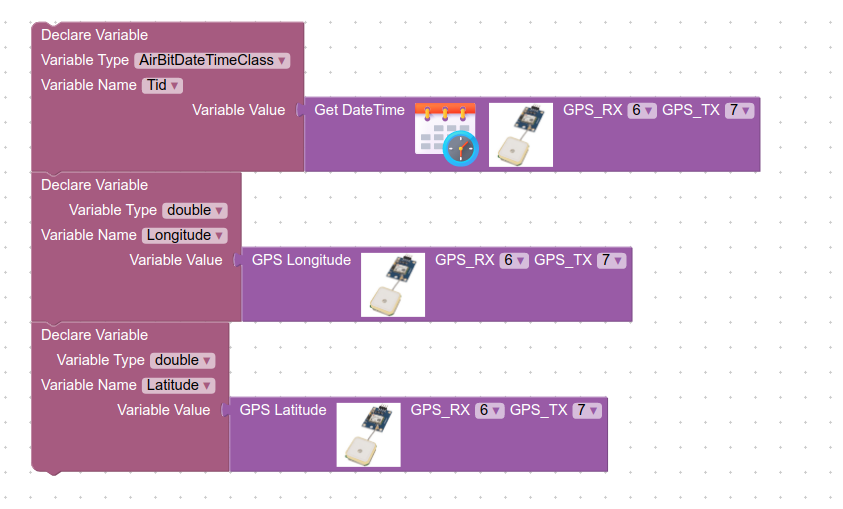 Declare Variable
Variable Type AirBitDateTimeClass ▾
Variable Name Tid ▾
Variable Value Get DateTime GPS_RX 6 ▾ GPS_TX 7 ▾
Declare Variable
Variable Type double ▾
Variable Name Longitude ▾
Variable Value GPS Longitude GPS_RX 6 ▾ GPS_TX 7 ▾
Declare Variable
Variable Type double ▾
Variable Name Latitude ▾
Variable Value GPS Latitude GPS_RX 6 ▾ GPS_TX 7 ▾